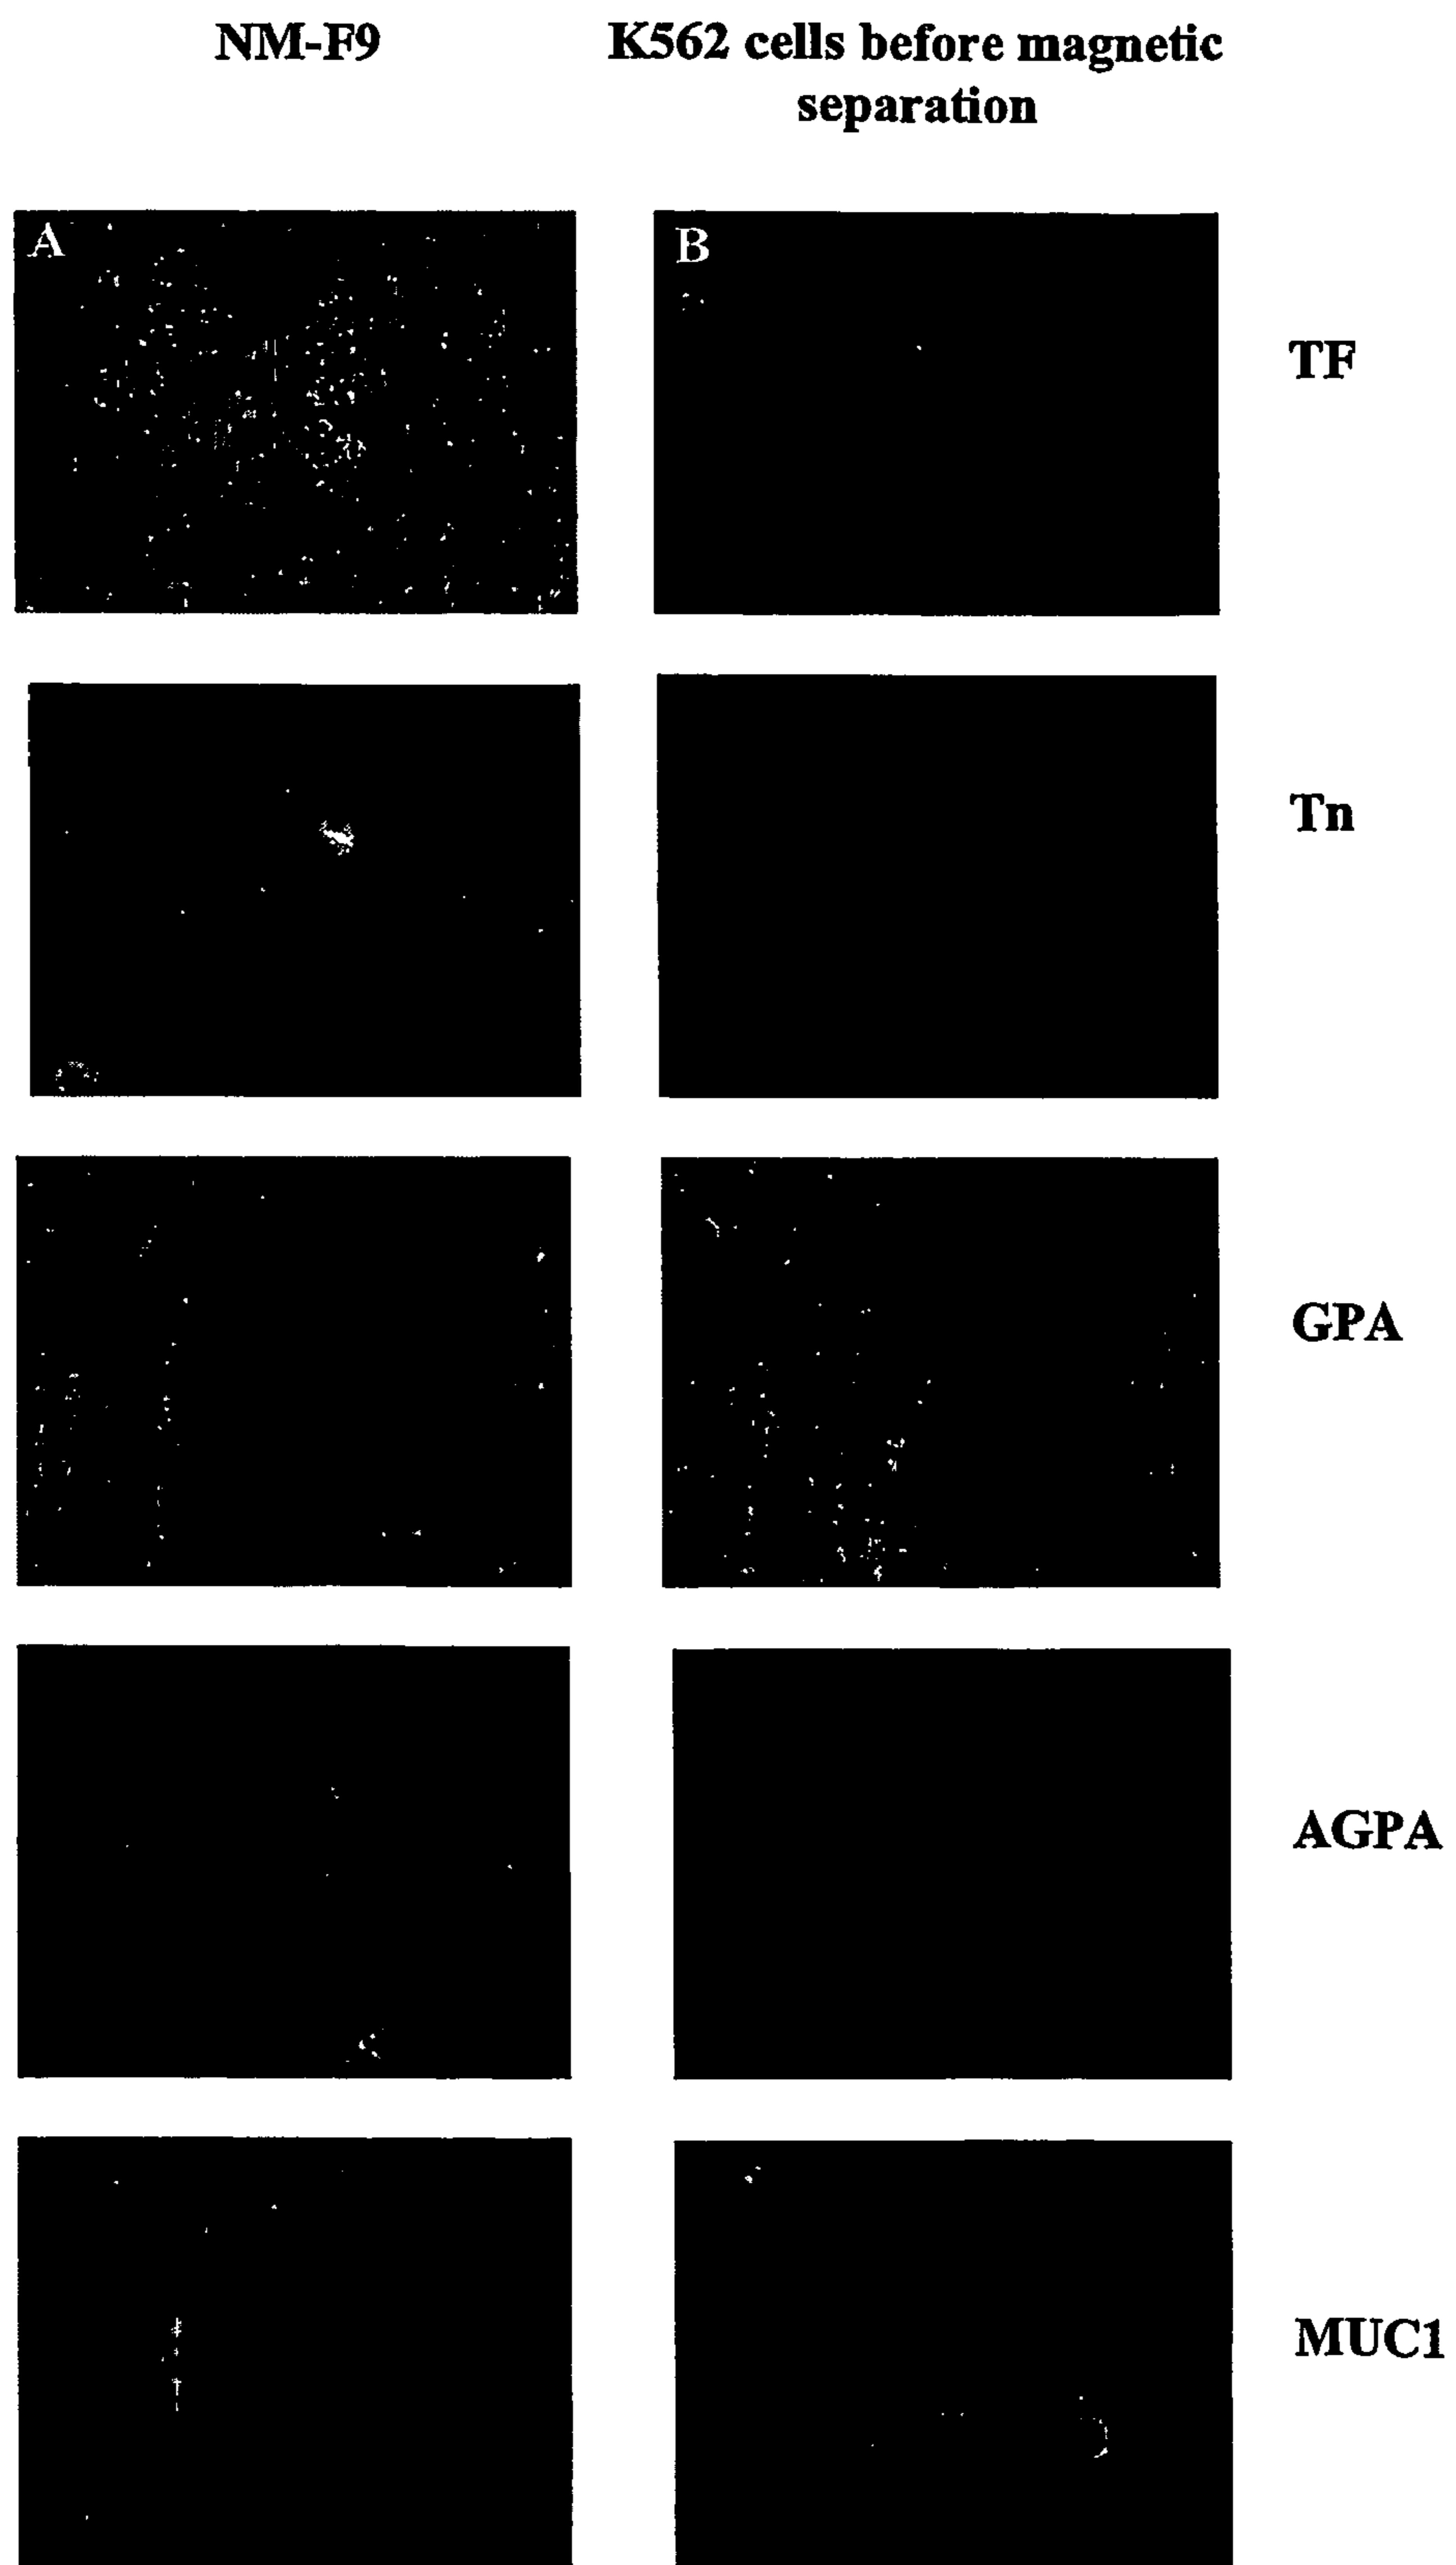 NM-F9
K562 cells before magnetic
separation
A
B
TF
Tn
GPA
AGPA
MUC1